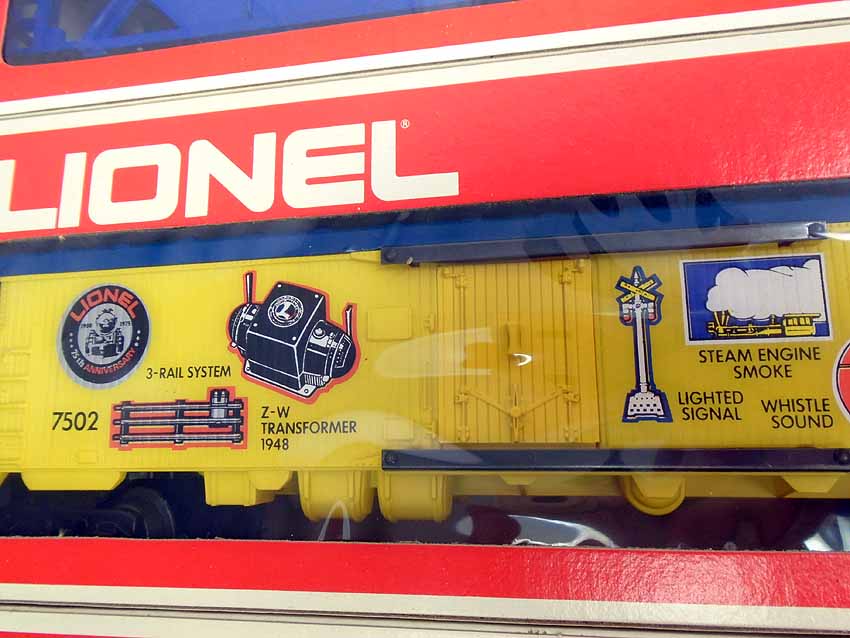 LIONEL®
LIONEL
1900 1975
75th ANNIVERSARY
3-RAIL SYSTEM
7502
Z-W
TRANSFORMER
1948
STEAM ENGINE
SMOKE
LIGHTED
SIGNAL
WHISTLE
SOUND